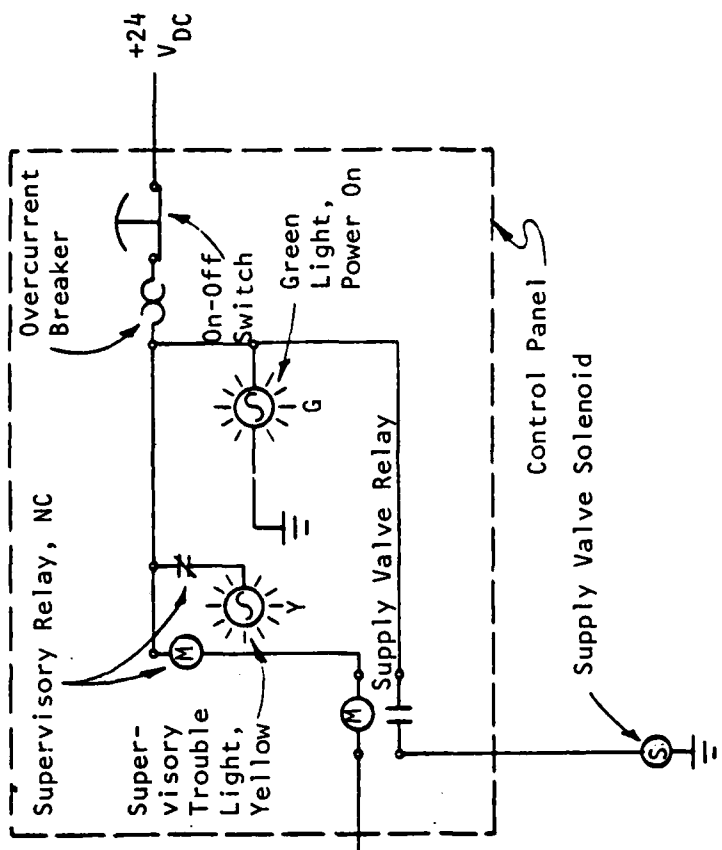 +24
V DC
Overcurrent
Breaker
On-Off
Switch
Green
Light,
Power On
G
Supervisory Relay, NC
Super-
visory
Trouble
Light,
Yellow
Y
M
M
Supply Valve Relay
Control Panel
Supply Valve Solenoid
S